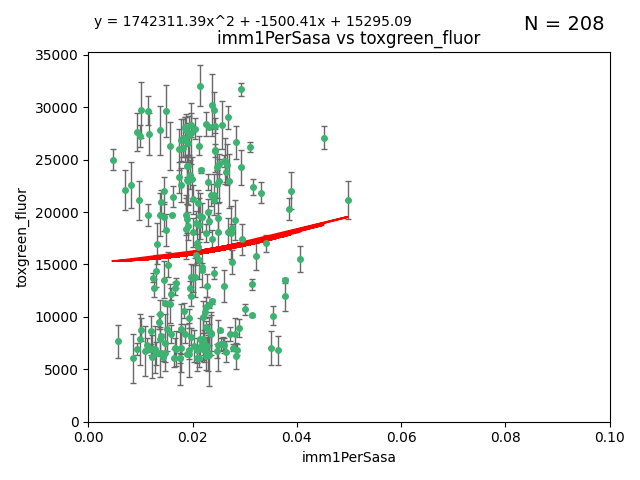 y = 1742311.39x^2 + -1500.41x + 15295.09
N = 208
imm1PerSasa vs toxgreen_fluor
35000
30000
25000
20000
15000
10000
5000
0
toxgreen_fluor
0.00 0.02 0.04 0.06 0.08 0.10
imm1PerSasa